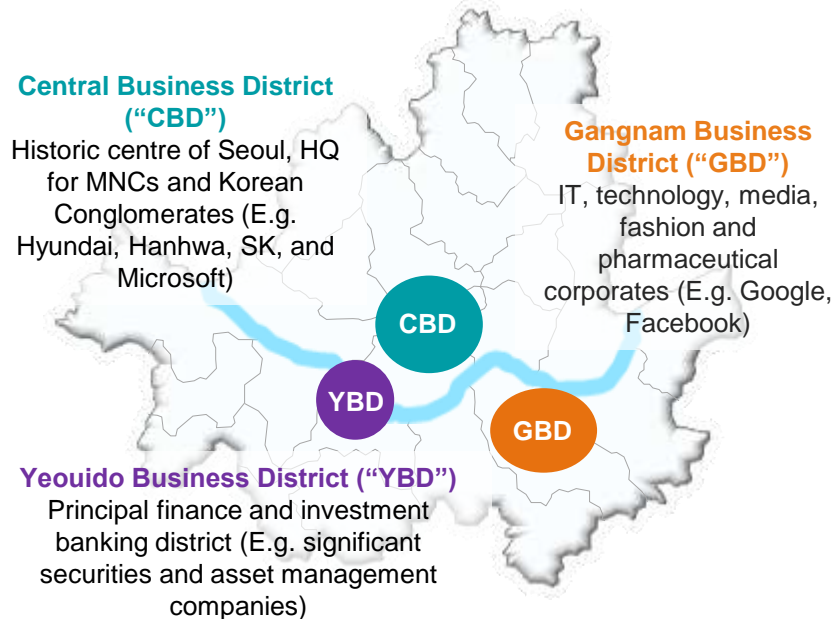 Central Business District
(“CBD”)
Historic centre of Seoul, HQ
for MNCs and Korean
Conglomerates (E.g.
Hyundai, Hanhwa, SK, and
Microsoft)
Gangnam Business
District (“GBD”)
IT, technology, media,
fashion and
pharmaceutical
corporates (E.g. Google,
Facebook)
CBD
YBD
GBD
Yeouido Business District (“YBD”)
Principal finance and investment
banking district (E.g. significant
securities and asset management
companies)